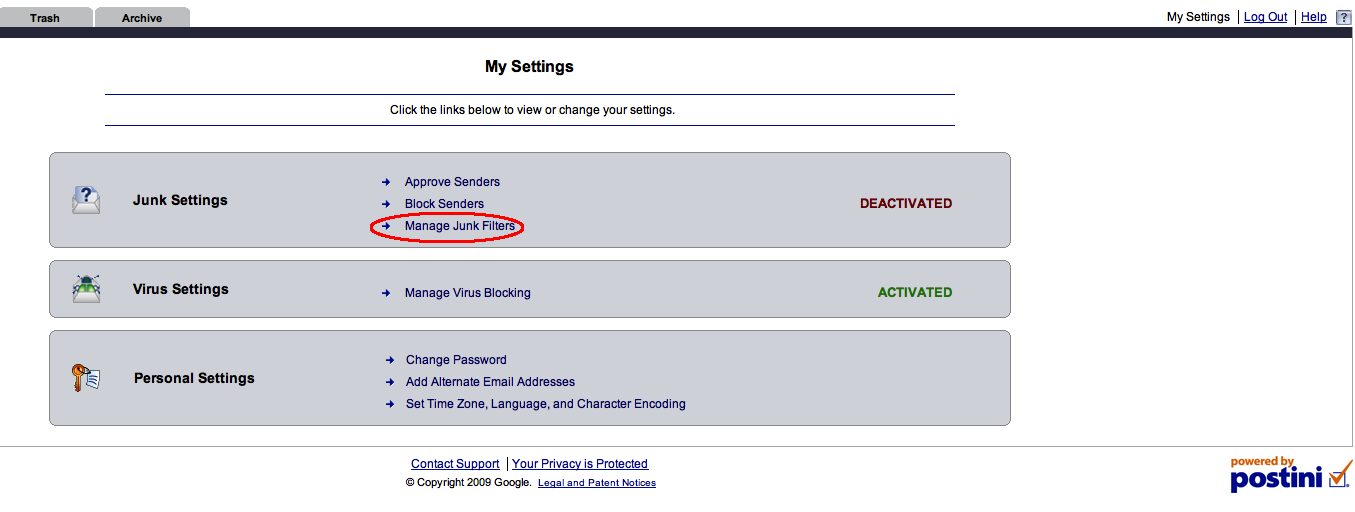 Trash
Archive
My Settings | Log Out | Help ?
My Settings
Click the links below to view or change your settings.
?
Junk Settings
Approve Senders
Block Senders
Manage Junk Filters
DEACTIVATED
Virus Settings
Manage Virus Blocking
ACTIVATED
Personal Settings
Change Password
Add Alternate Email Addresses
Set Time Zone, Language, and Character Encoding
Contact Support | Your Privacy is Protected
© Copyright 2009 Google. Legal and Patent Notices
powered by
postini